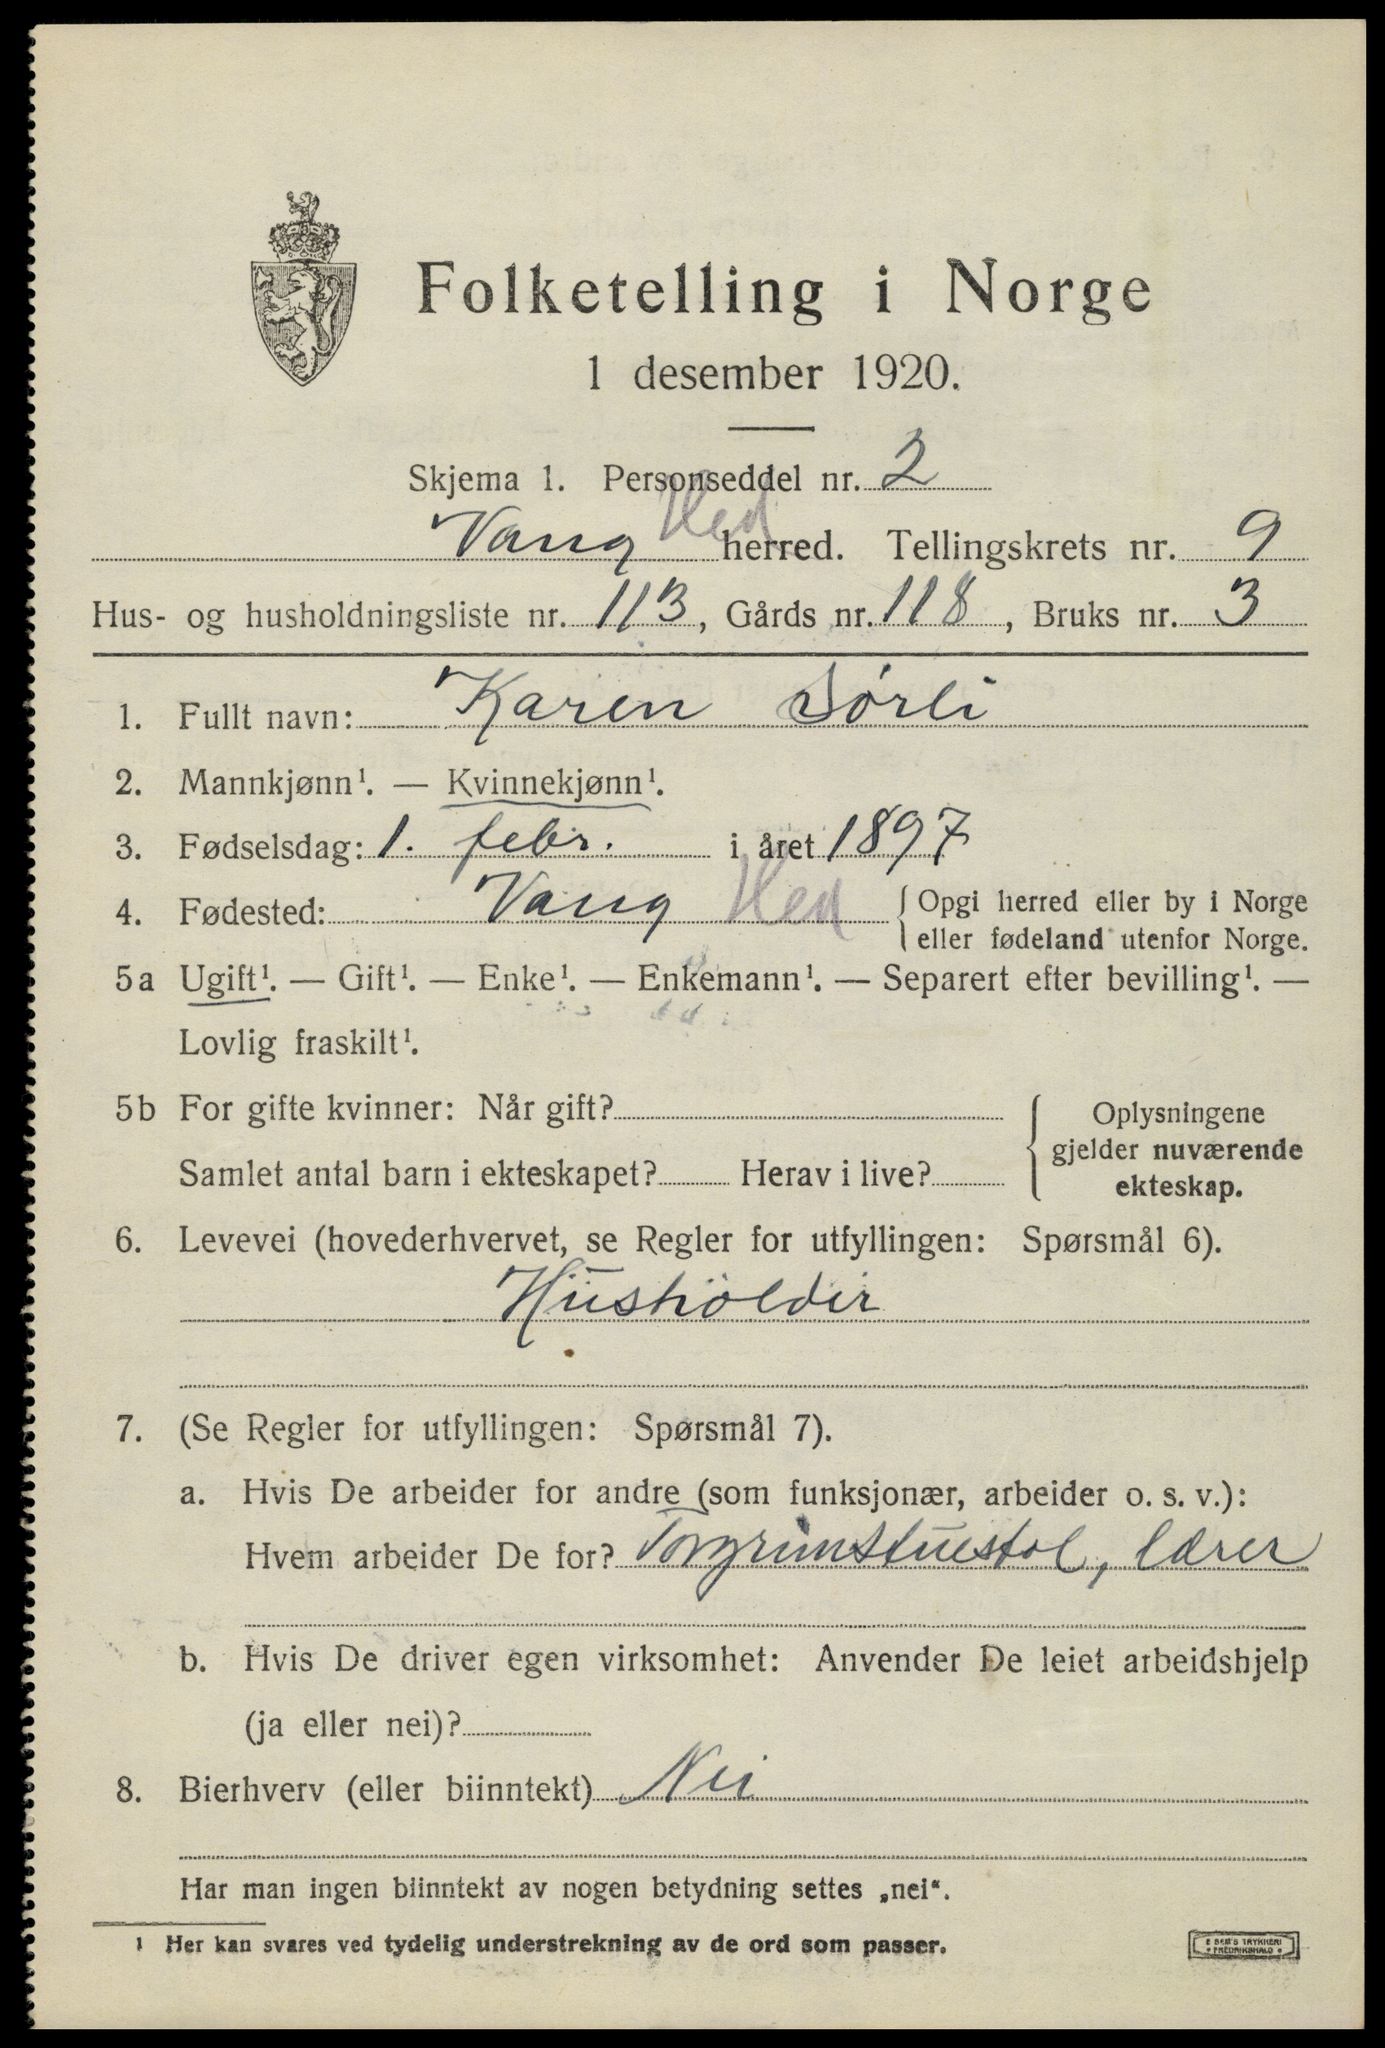 Folketelling i Norge
1 desember 1920.
Skjema 1. Personseddel nr. 2
Vang Hed herred. Tellingskrets nr. 9
Hus- og husholdningsliste nr. 113, Gårds nr. 118, Bruks nr. 3
1. Fullt navn: Karen Sørli
2. Mannkjønn¹. — Kvinnekjønn¹.
3. Fødselsdag: 1. febr. i året 1897
4. Fødested: Vang Hed { Opgi herred eller by i Norge
eller fødeland utenfor Norge.
5a Ugift¹. — Gift¹. — Enke¹. — Enkemann¹. — Separert efter bevilling¹. —
Lovlig fraskilt¹.
5b For gifte kvinner: Når gift?
Samlet antal barn i ekteskapet? Herav i live?
{ Oplysningene
gjelder nuværende
ekteskap.
6. Levevei (hovederhvervet, se Regler for utfyllingen: Spørsmål 6).
Husholder
7. (Se Regler for utfyllingen: Spørsmål 7).
a. Hvis De arbeider for andre (som funksjonær, arbeider o. s. v.):
Hvem arbeider De for? Torgrimstuestol, lærer
b. Hvis De driver egen virksomhet: Anvender De leiet arbeidshjelp
(ja eller nei)?
8. Bierhverv (eller biinntekt) Nei
Har man ingen biinntekt av nogen betydning settes „nei“.
¹ Her kan svares ved tydelig understrekning av de ord som passer.
E SEM'S TRYKKERI
• FREDRIKSHALD •